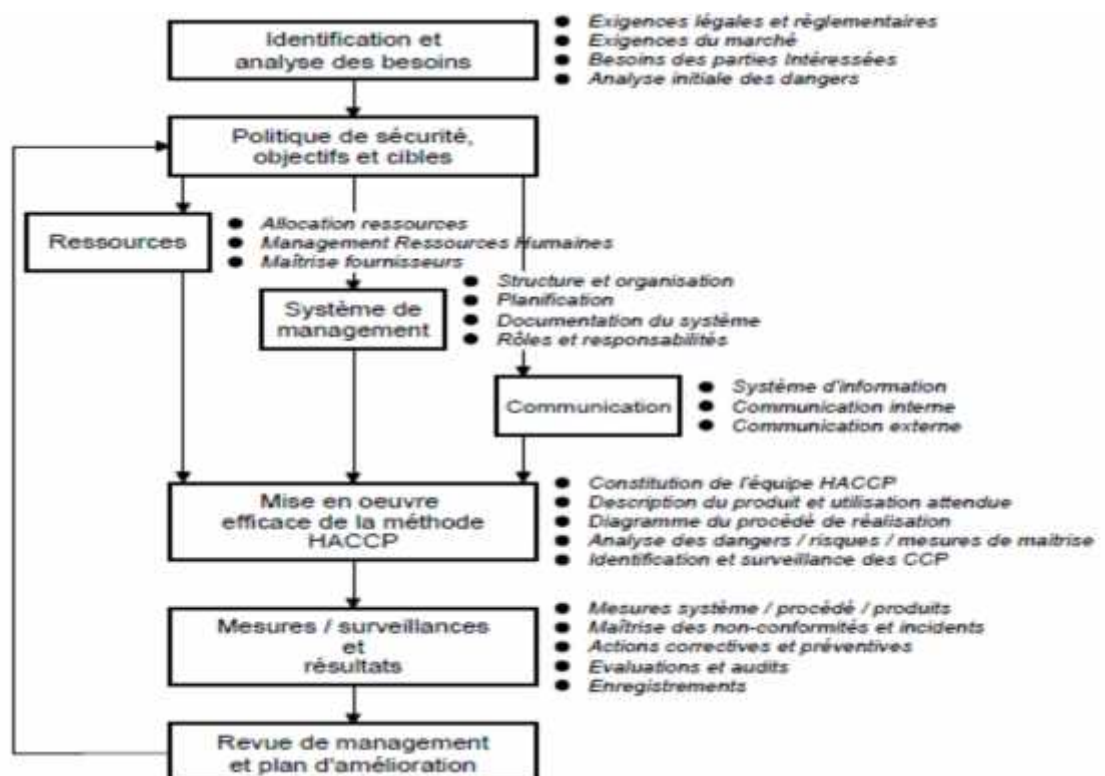 Identification et
analyse des besoins
● Exigences légales et règlementaires
● Exigences du marché
● Besoins des parties Intéressées
● Analyse initiale des dangers
Politique de sécurité,
objectifs et cibles
Ressources
● Allocation ressources
● Management Ressources Humaines
● Maîtrise fournisseurs
Système de
management
● Structure et organisation
● Planification
● Documentation du système
● Rôles et responsabilités
Communication
● Système d'information
● Communication interne
● Communication externe
Mise en oeuvre
efficace de la méthode
HACCP
● Constitution de l'équipe HACCP
● Description du produit et utilisation attendue
● Diagramme du procédé de réalisation
● Analyse des dangers / risques / mesures de maîtrise
● Identification et surveillance des CCP
Mesures / surveillances
et
résultats
● Mesures système / procédé / produits
● Maîtrise des non-conformités et incidents
● Actions correctives et préventives
● Evaluations et audits
● Enregistrements
Revue de management
et plan d'amélioration